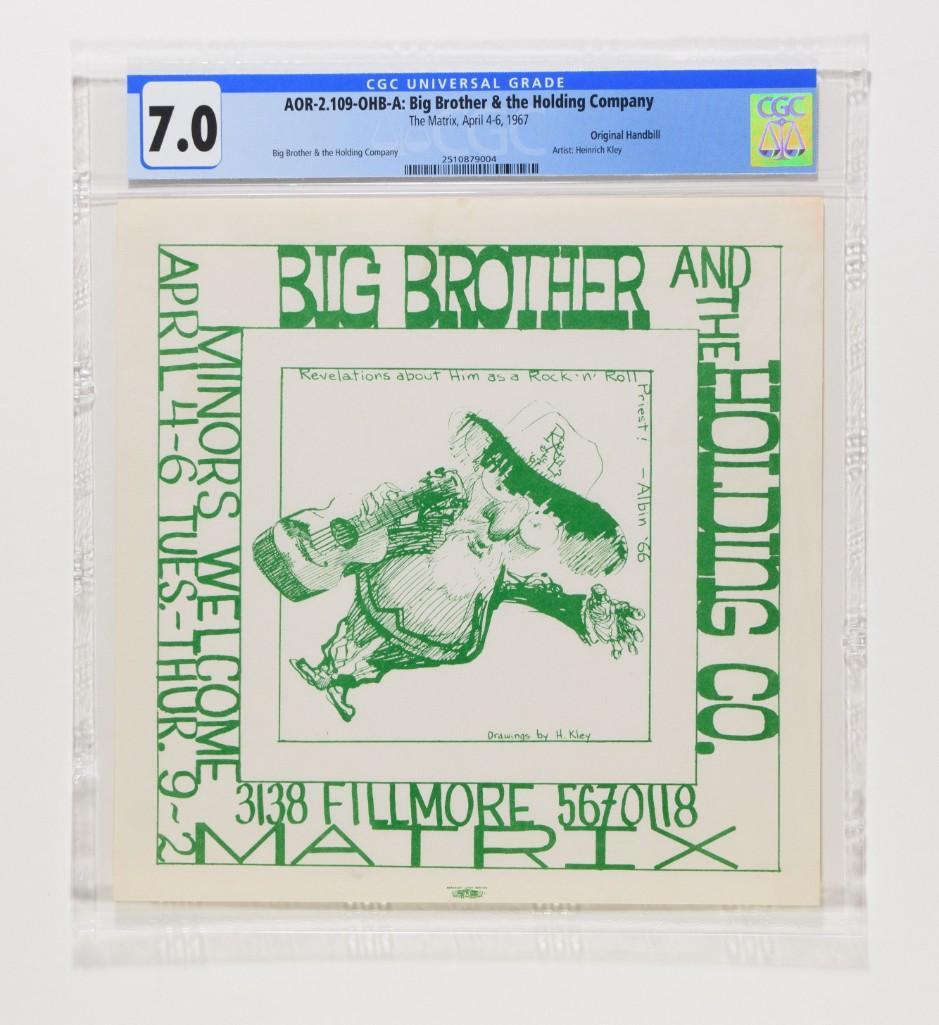 CGC UNIVERSAL GRADE
7.0
AOR-2.109-OHB-A: Big Brother & the Holding Company
The Matrix, April 4-6, 1967
Original Handbill
Big Brother & the Holding Company
Artist: Heinrich Kley
2510879004
CGC
BIG BROTHER AND
THE
HOLDING CO.
APRIL 4-6 TUES.-THUR. 9-2
MINORS WELCOME
Revelations about Him as a Rock 'n' Roll
Priest! - Albin '66
Drawings by H. Kley
3138 FILLMORE 5670118
MATRIX